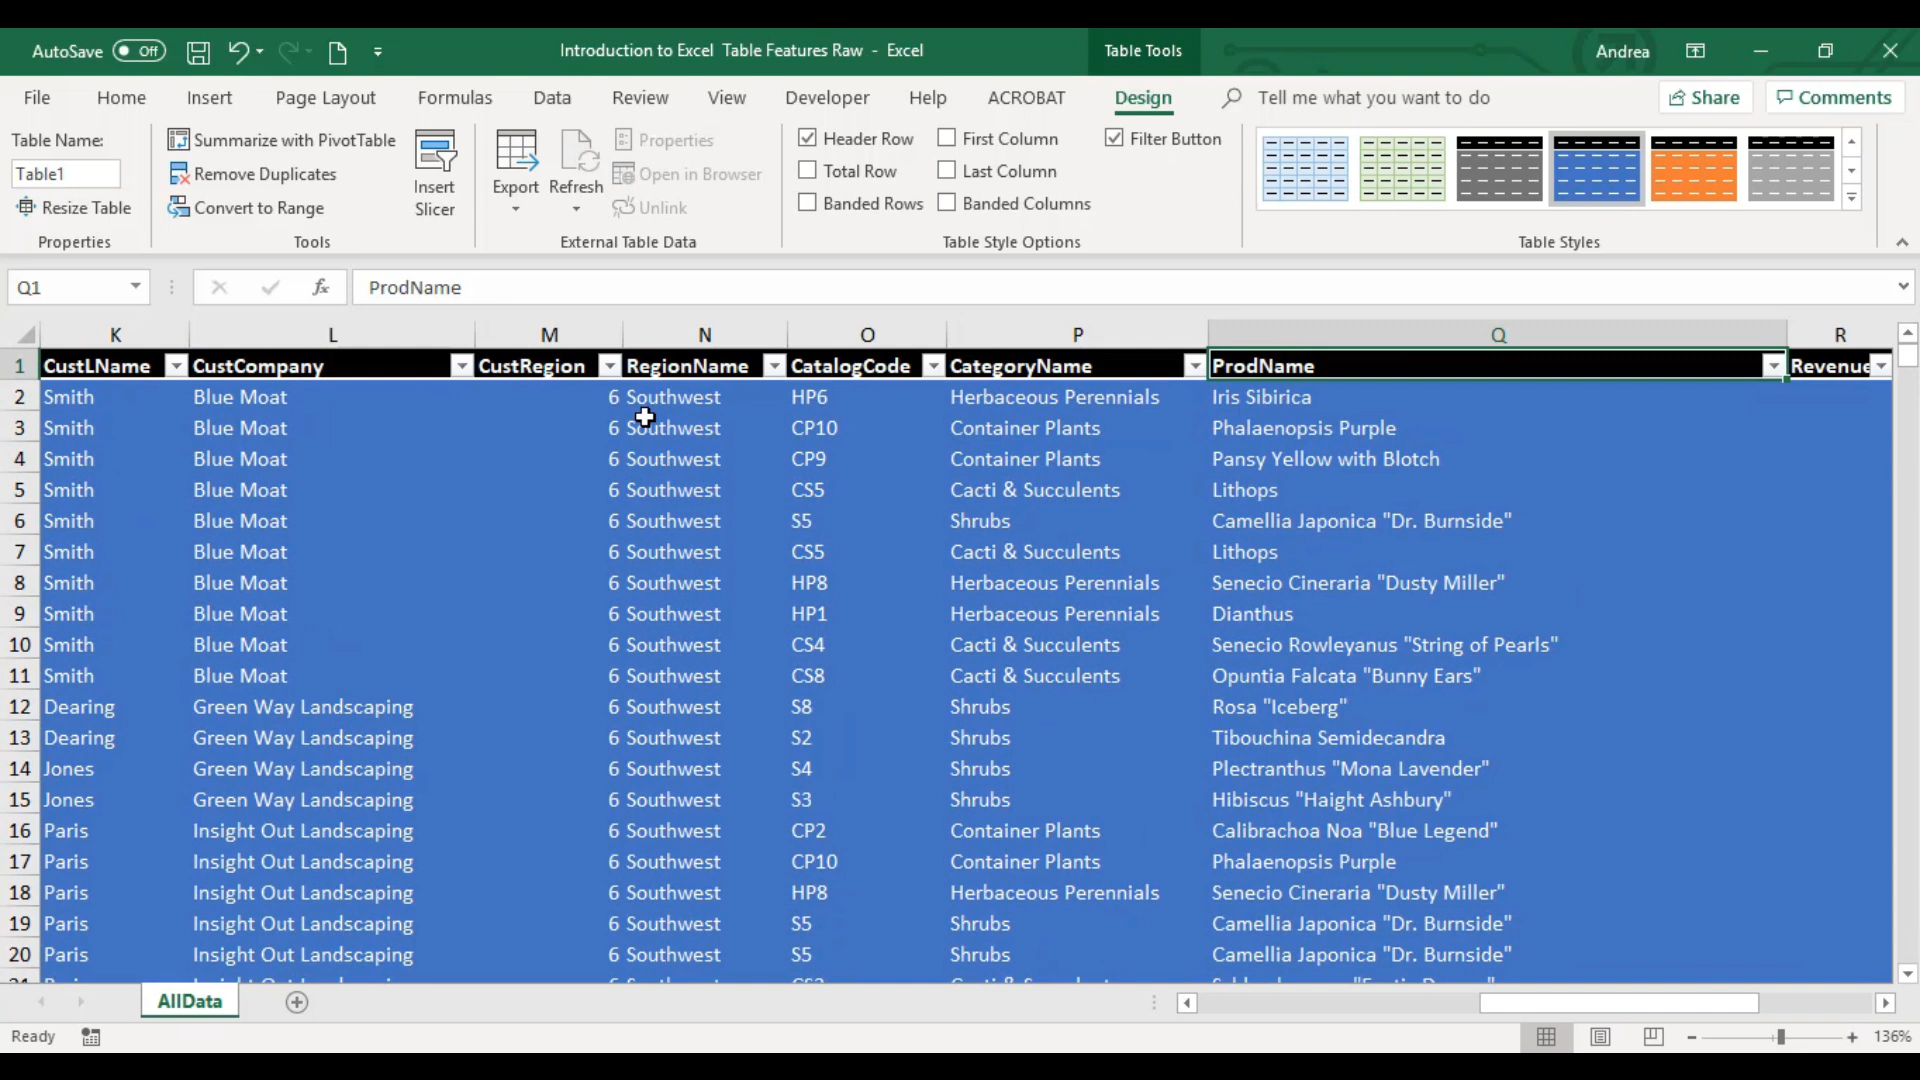 AutoSave Off Introduction to Excel Table Features Raw - Excel Table Tools Andrea
File Home Insert Page Layout Formulas Data Review View Developer Help ACROBAT Design Tell me what you want to do Share Comments
Table Name:
Table1
Resize Table
Properties
Summarize with PivotTable
Remove Duplicates
Convert to Range
Tools
Insert
Slicer
Export
Refresh
Properties
Open in Browser
Unlink
External Table Data
Header Row First Column Filter Button
Total Row Last Column
Banded Rows Banded Columns
Table Style Options
Table Styles
Q1 fx ProdName
K L M N O P Q R
1 CustLName CustCompany CustRegion RegionName CatalogCode CategoryName ProdName Revenue
2 Smith Blue Moat 6 Southwest HP6 Herbaceous Perennials Iris Sibirica
3 Smith Blue Moat 6 Southwest CP10 Container Plants Phalaenopsis Purple
4 Smith Blue Moat 6 Southwest CP9 Container Plants Pansy Yellow with Blotch
5 Smith Blue Moat 6 Southwest CS5 Cacti & Succulents Lithops
6 Smith Blue Moat 6 Southwest S5 Shrubs Camellia Japonica "Dr. Burnside"
7 Smith Blue Moat 6 Southwest CS5 Cacti & Succulents Lithops
8 Smith Blue Moat 6 Southwest HP8 Herbaceous Perennials Senecio Cineraria "Dusty Miller"
9 Smith Blue Moat 6 Southwest HP1 Herbaceous Perennials Dianthus
10 Smith Blue Moat 6 Southwest CS4 Cacti & Succulents Senecio Rowleyanus "String of Pearls"
11 Smith Blue Moat 6 Southwest CS8 Cacti & Succulents Opuntia Falcata "Bunny Ears"
12 Dearing Green Way Landscaping 6 Southwest S8 Shrubs Rosa "Iceberg"
13 Dearing Green Way Landscaping 6 Southwest S2 Shrubs Tibouchina Semidecandra
14 Jones Green Way Landscaping 6 Southwest S4 Shrubs Plectranthus "Mona Lavender"
15 Jones Green Way Landscaping 6 Southwest S3 Shrubs Hibiscus "Haight Ashbury"
16 Paris Insight Out Landscaping 6 Southwest CP2 Container Plants Calibrachoa Noa "Blue Legend"
17 Paris Insight Out Landscaping 6 Southwest CP10 Container Plants Phalaenopsis Purple
18 Paris Insight Out Landscaping 6 Southwest HP8 Herbaceous Perennials Senecio Cineraria "Dusty Miller"
19 Paris Insight Out Landscaping 6 Southwest S5 Shrubs Camellia Japonica "Dr. Burnside"
20 Paris Insight Out Landscaping 6 Southwest S5 Shrubs Camellia Japonica "Dr. Burnside"
AllData
Ready 136%